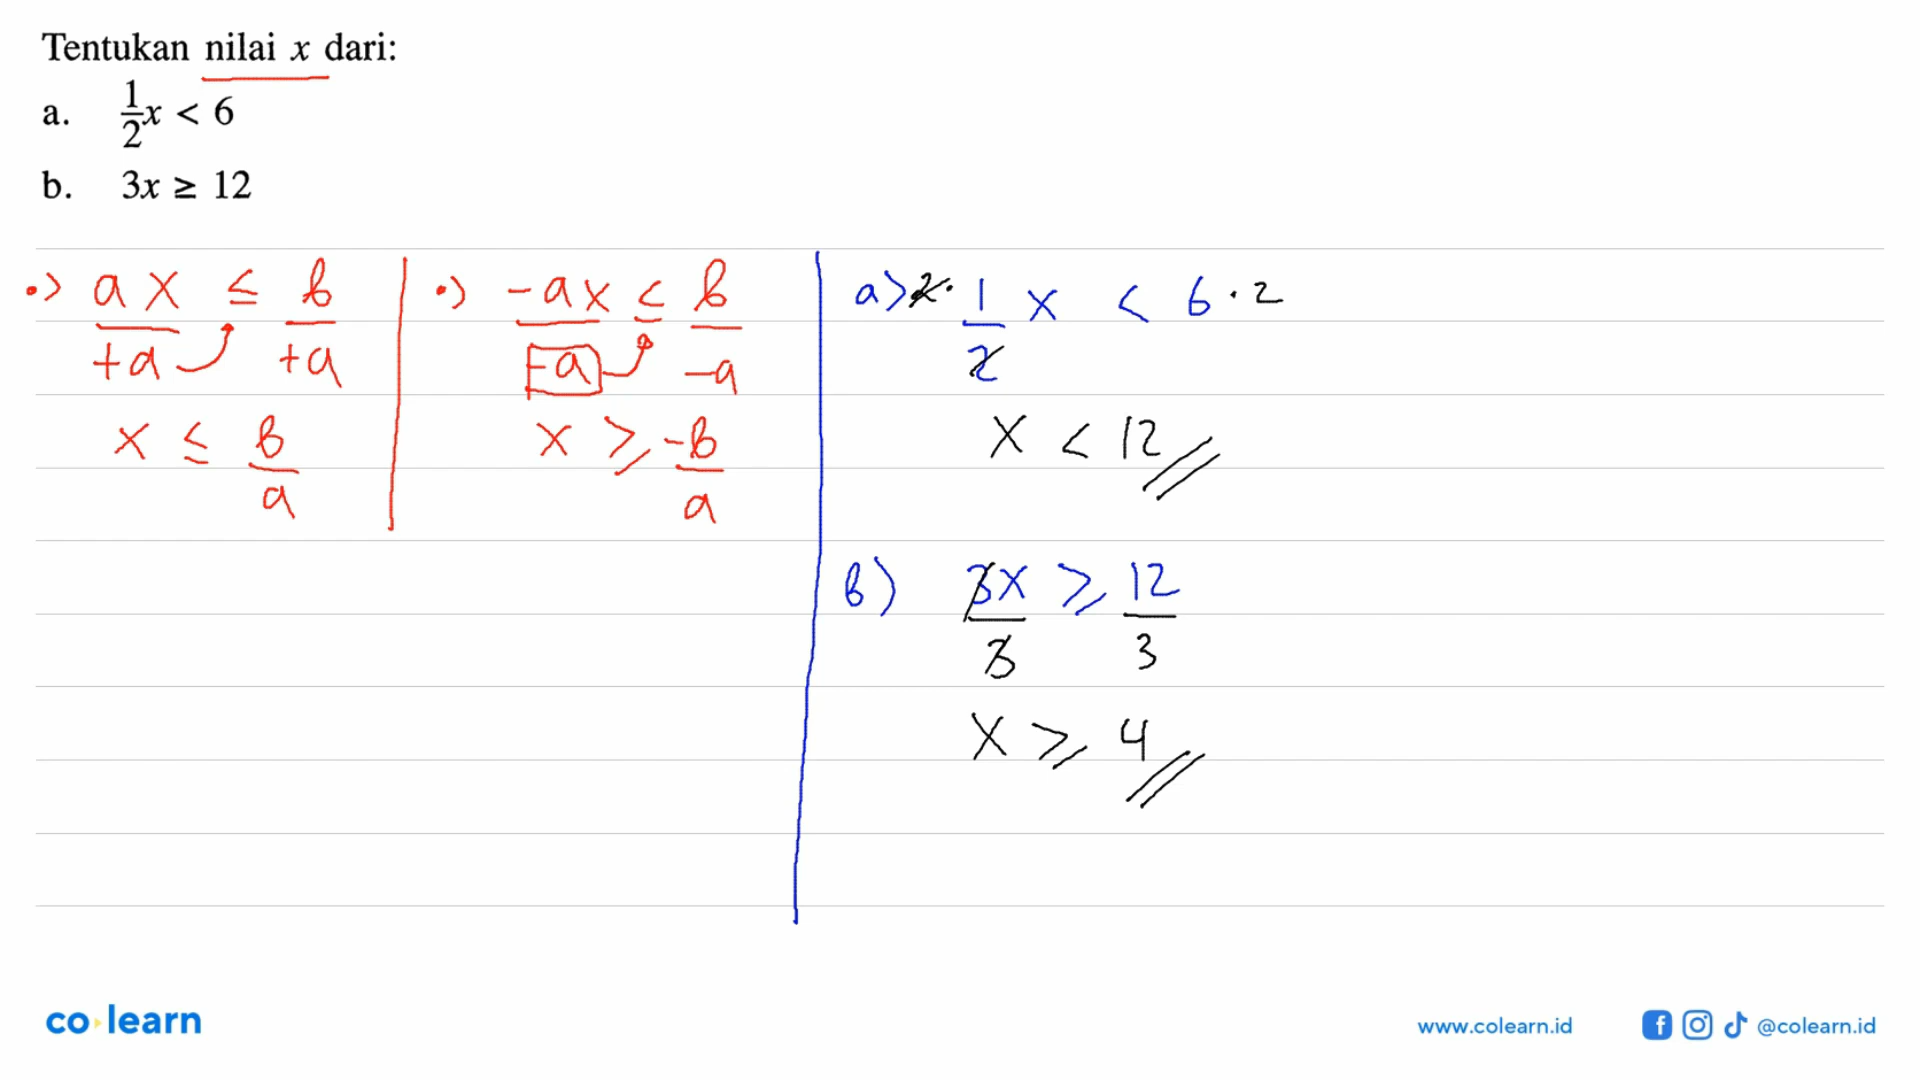 Tentukan nilai x dari:
a. 1/2 x < 6
b. 3x ≥ 12
•) ax/+a ≤ b/+a
x ≤ b/a
•) -ax/-a ≤ b/-a
x ≥ -b/a
a) 2 · 1/2 x < 6 · 2
x < 12
b) 3x/3 ≥ 12/3
x ≥ 4
co learn
www.colearn.id
@colearn.id